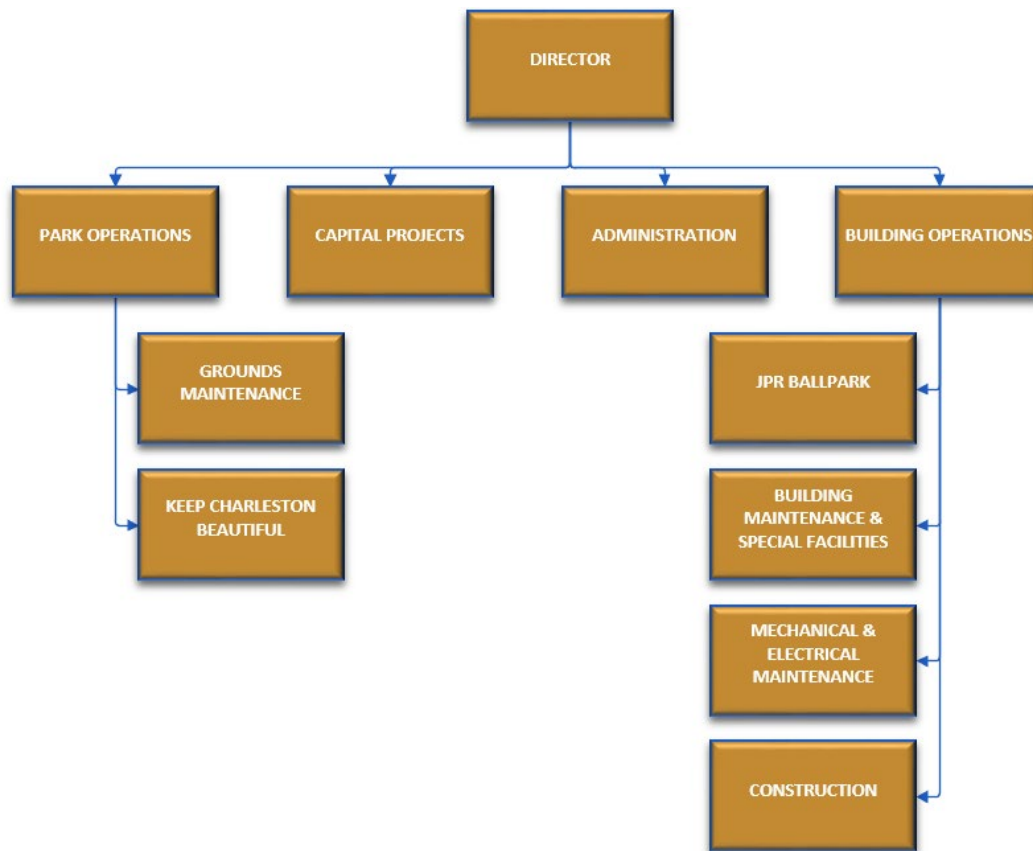 DIRECTOR
PARK OPERATIONS
CAPITAL PROJECTS
ADMINISTRATION
BUILDING OPERATIONS
GROUNDS
MAINTENANCE
KEEP CHARLESTON
BEAUTIFUL
JPR BALLPARK
BUILDING
MAINTENANCE &
SPECIAL FACILITIES
MECHANICAL &
ELECTRICAL
MAINTENANCE
CONSTRUCTION